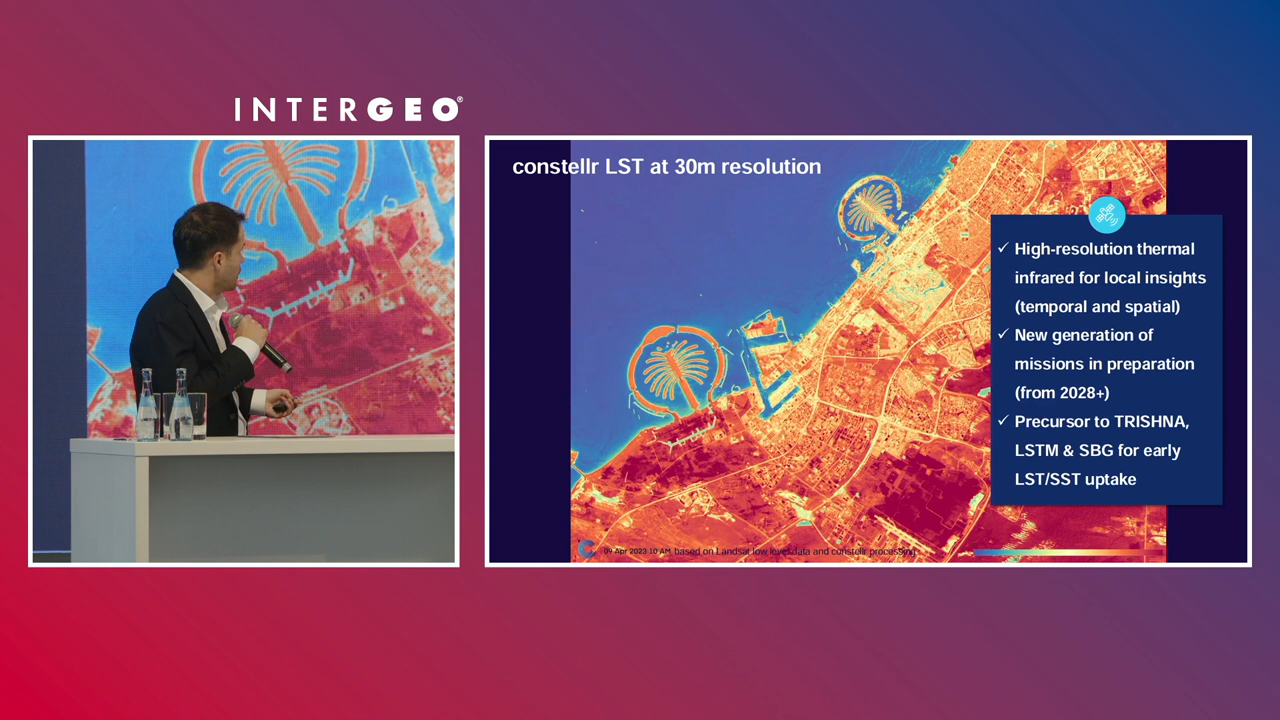 INTERGEO®
constellr LST at 30m resolution
✓ High-resolution thermal
infrared for local insights
(temporal and spatial)
✓ New generation of
missions in preparation
(from 2028+)
✓ Precursor to TRISHNA,
LSTM & SBG for early
LST/SST uptake
09 Apr 2023 10 AM based on Landsat low level data and constellr processing